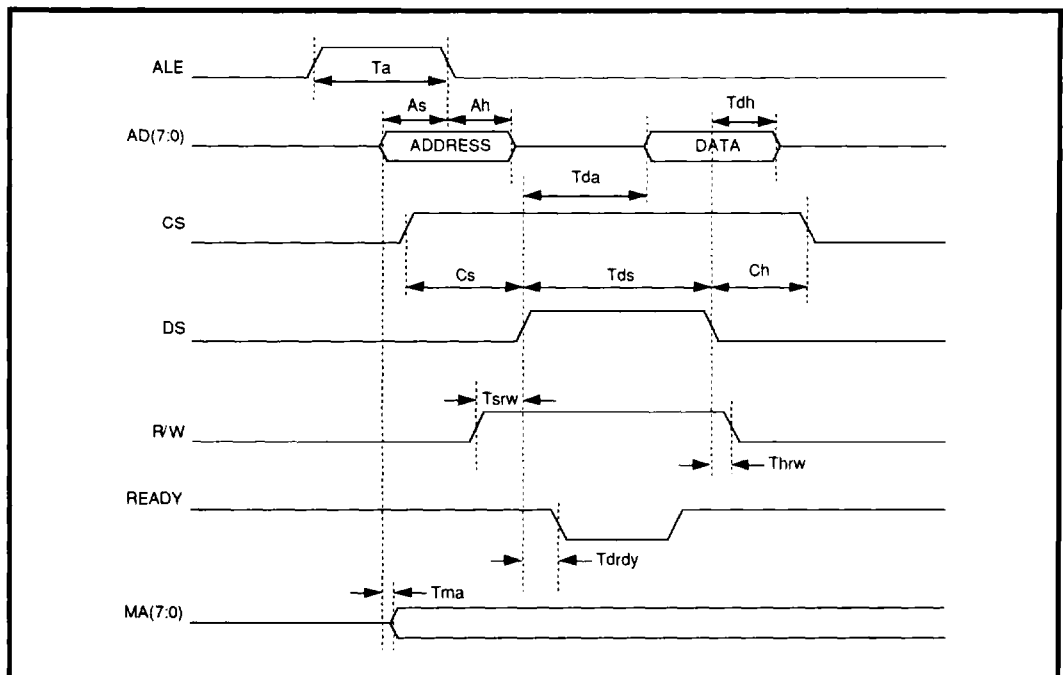 ALE
Ta
As Ah Tdh
AD(7:0) ADDRESS DATA
Tda
CS
Cs Tds Ch
DS
Tsrw
R/W
Thrw
READY
Tdrdy
Tma
MA(7:0)